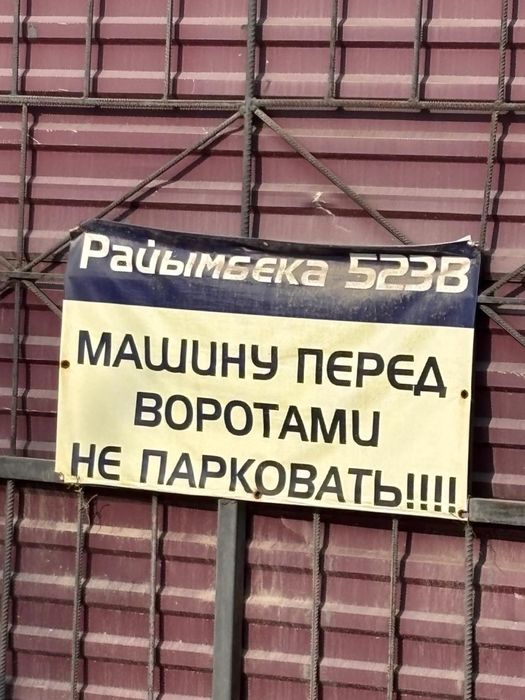 Райымбека 523В
МАШИНУ ПЕРЕД
ВОРОТАМИ
НЕ ПАРКОВАТЬ!!!!